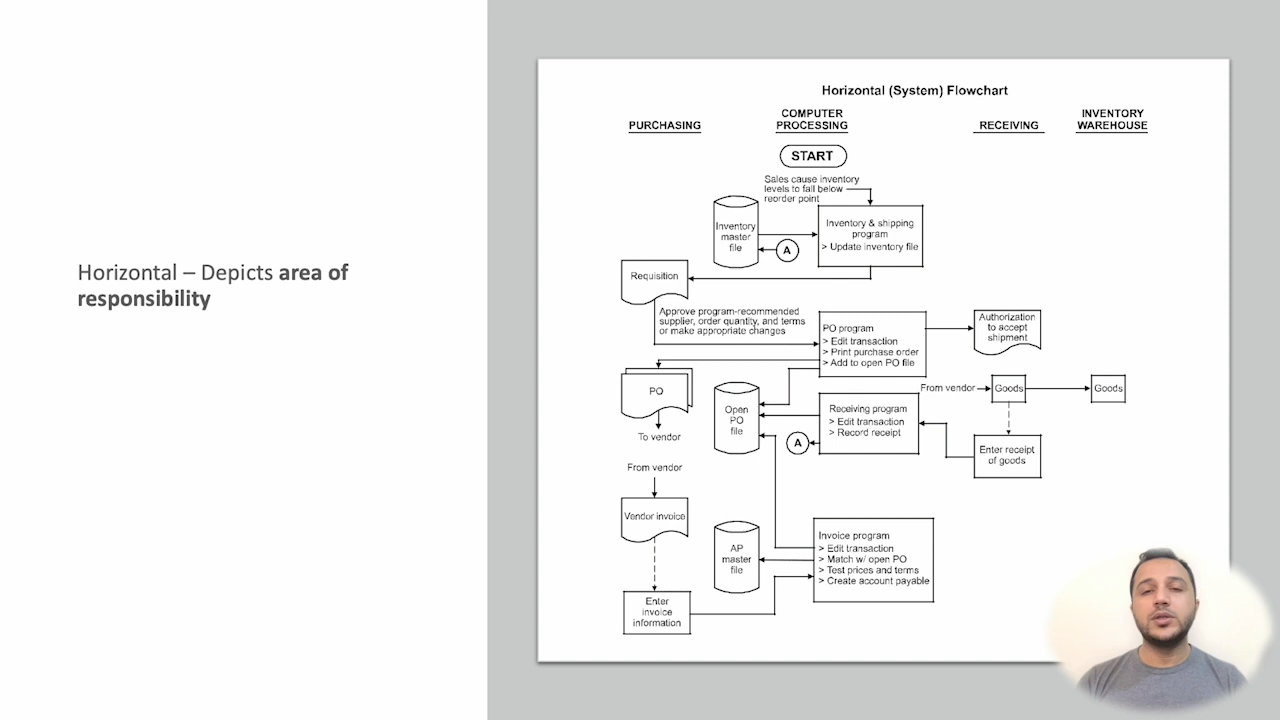 Horizontal – Depicts area of
responsibility
Horizontal (System) Flowchart
PURCHASING
COMPUTER
PROCESSING
RECEIVING
INVENTORY
WAREHOUSE
START
Sales cause inventory
levels to fall below
reorder point
Inventory
master
file
A
Inventory & shipping
program
> Update inventory file
Requisition
Approve program-recommended
supplier, order quantity, and terms
or make appropriate changes
PO program
> Edit transaction
> Print purchase order
> Add to open PO file
Authorization
to accept
shipment
PO
To vendor
Open
PO
file
From vendor
Goods
Goods
Receiving program
> Edit transaction
> Record receipt
A
Enter receipt
of goods
From vendor
Vendor invoice
AP
master
file
Invoice program
> Edit transaction
> Match w/ open PO
> Test prices and terms
> Create account payable
Enter
invoice
information